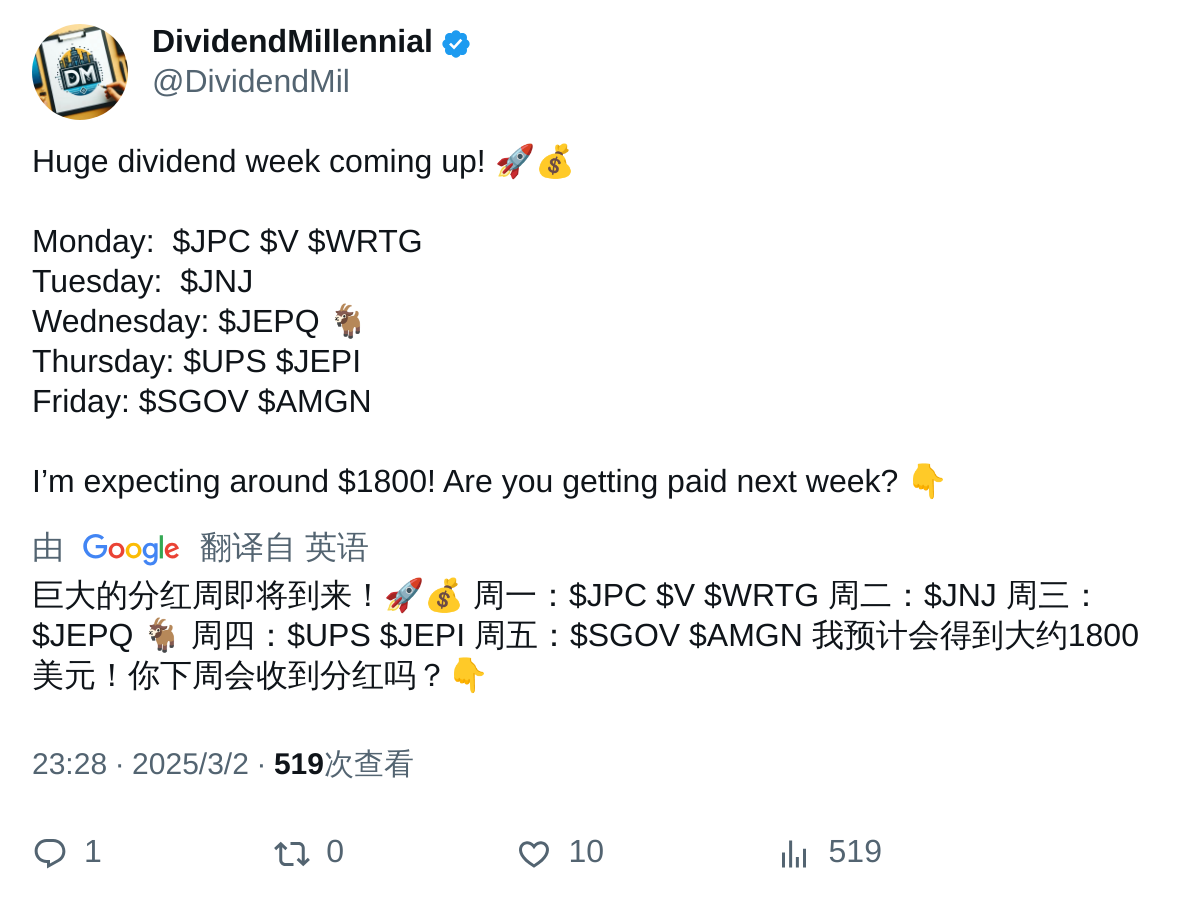 DM
DividendMillennial
@DividendMil
Huge dividend week coming up! 🚀💰
Monday:  $JPC $V $WRTG
Tuesday:  $JNJ
Wednesday: $JEPQ 🐐
Thursday: $UPS $JEPI
Friday: $SGOV $AMGN
I’m expecting around $1800! Are you getting paid next week? 👇
由 Google 翻译自 英语
巨大的分红周即将到来！🚀💰 周一：$JPC $V $WRTG 周二：$JNJ 周三：
$JEPQ 🐐 周四：$UPS $JEPI 周五：$SGOV $AMGN 我预计会得到大约1800
美元！你下周会收到分红吗？👇
23:28 · 2025/3/2 · 519次查看
1 0 10 519